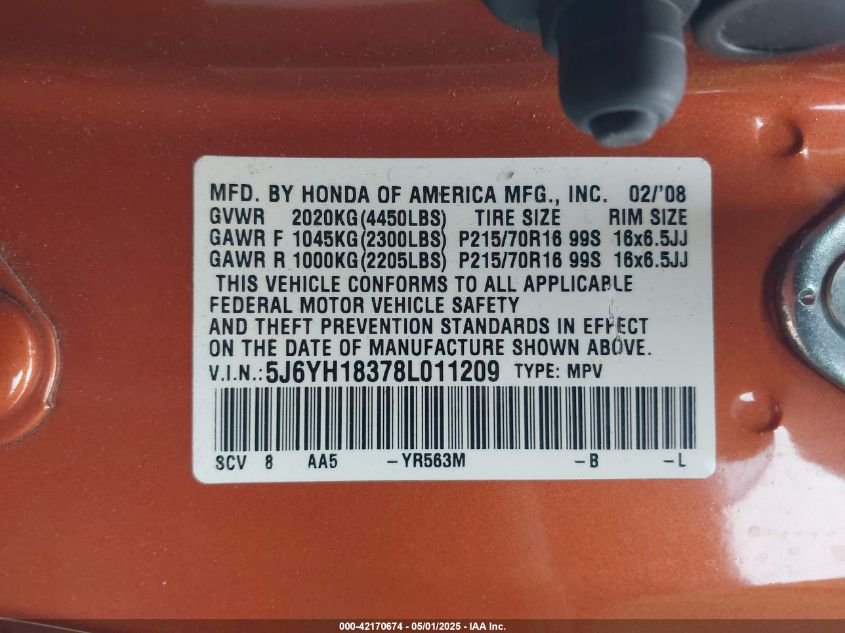 MFD. BY HONDA OF AMERICA MFG., INC. 02/'08
GVWR 2020KG(4450LBS) TIRE SIZE RIM SIZE
GAWR F 1045KG(2300LBS) P215/70R16 99S 16x6.5JJ
GAWR R 1000KG(2205LBS) P215/70R16 99S 16x6.5JJ
THIS VEHICLE CONFORMS TO ALL APPLICABLE
FEDERAL MOTOR VEHICLE SAFETY
AND THEFT PREVENTION STANDARDS IN EFFECT
ON THE DATE OF MANUFACTURE SHOWN ABOVE.
V.I.N.:5J6YH18378L011209 TYPE: MPV
SCV 8 AA5 -YR563M -B -L
000-42170674 - 05/01/2025 - IAA Inc.